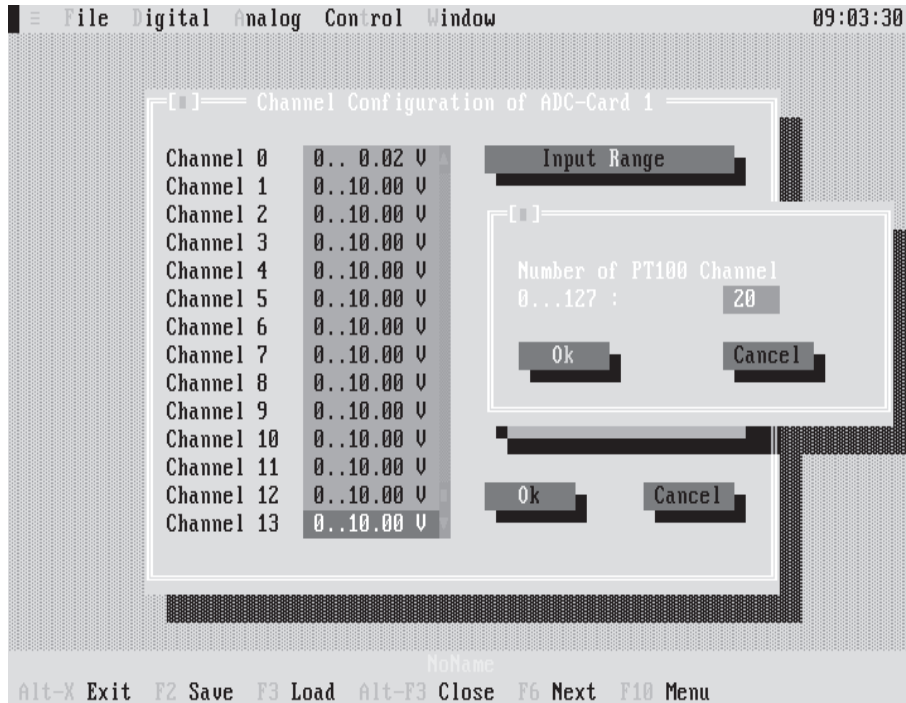 ≡ File Digital Analog Control Window 09:03:30
[■] Channel Configuration of ADC-Card 1
Channel 0 0.. 0.02 V
Channel 1 0..10.00 V
Channel 2 0..10.00 V
Channel 3 0..10.00 V
Channel 4 0..10.00 V
Channel 5 0..10.00 V
Channel 6 0..10.00 V
Channel 7 0..10.00 V
Channel 8 0..10.00 V
Channel 9 0..10.00 V
Channel 10 0..10.00 V
Channel 11 0..10.00 V
Channel 12 0..10.00 V
Channel 13 0..10.00 V
Input Range
[■]
Number of PT100 Channel
0...127 : 20
Ok Cancel
Ok Cancel
NoName
Alt-X Exit F2 Save F3 Load Alt-F3 Close F6 Next F10 Menu